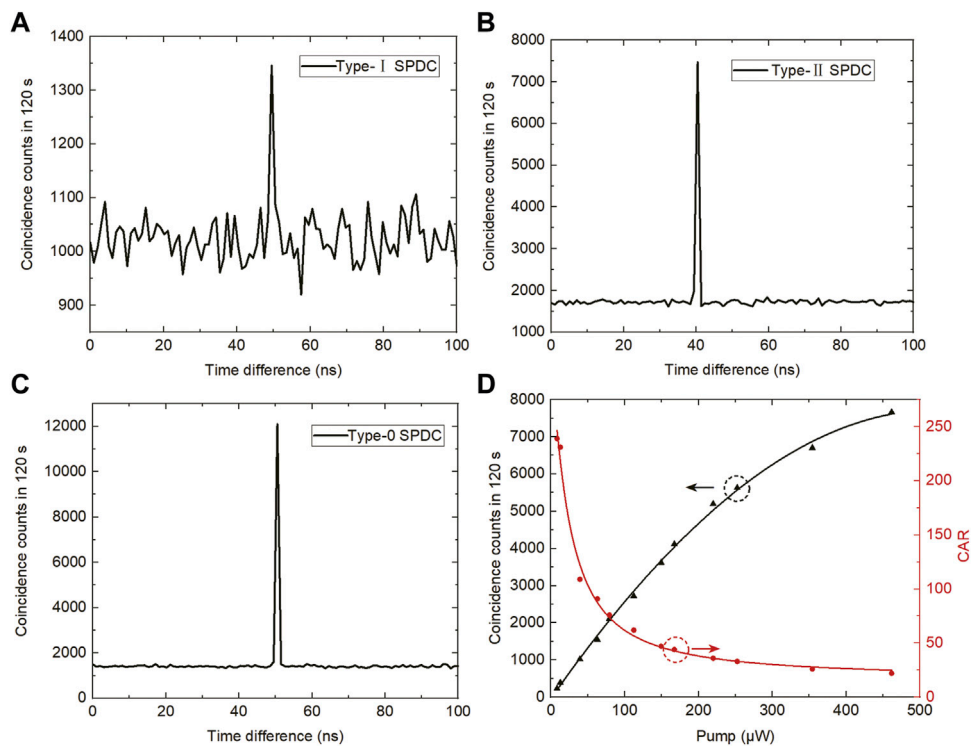 A
Coincidence counts in 120 s
1400
1300
1200
1100
1000
900
Type- Ⅰ SPDC
0 20 40 60 80 100
Time difference (ns)
B
Coincidence counts in 120 s
8000
7000
6000
5000
4000
3000
2000
1000
Type-Ⅱ SPDC
0 20 40 60 80 100
Time difference (ns)
C
Coincidence counts in 120 s
12000
10000
8000
6000
4000
2000
0
Type-0 SPDC
0 20 40 60 80 100
Time difference (ns)
D
Coincidence counts in 120 s
8000
7000
6000
5000
4000
3000
2000
1000
0
250
200
150
100
50
0
CAR
0 100 200 300 400 500
Pump (μW)